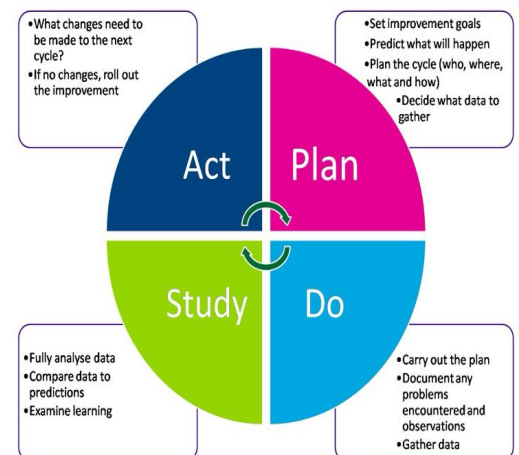 •What changes need to
be made to the next
cycle?
•If no changes, roll out
the improvement
•Set improvement goals
•Predict what will happen
•Plan the cycle (who, where,
what and how)
•Decide what data to
gather
Act
Plan
Study
Do
•Fully analyse data
•Compare data to
predictions
•Examine learning
•Carry out the plan
•Document any
problems
encountered and
observations
•Gather data